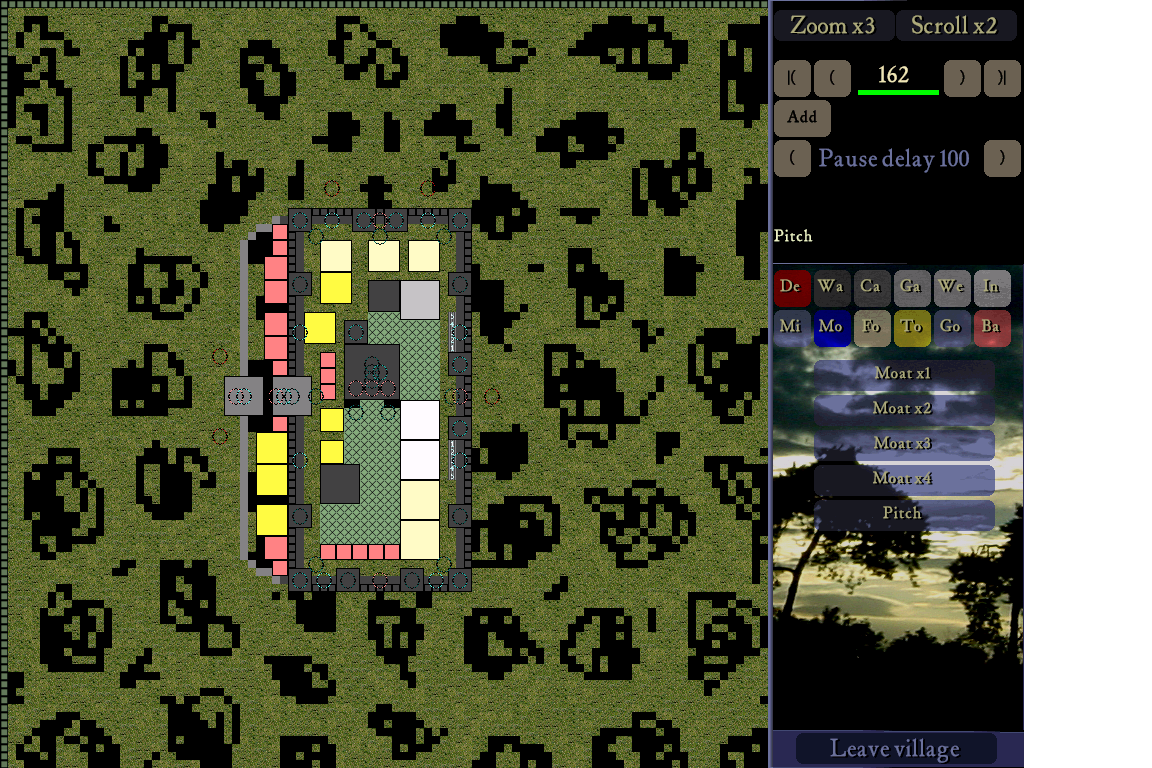 Zoom x3 Scroll x2
|( ( 162 ) )|
Add
( Pause delay 100 )
Pitch
De Wa Ca Ga We In
Mi Mo Fo To Go Ba
Moat x1
Moat x2
Moat x3
Moat x4
Pitch
Leave village